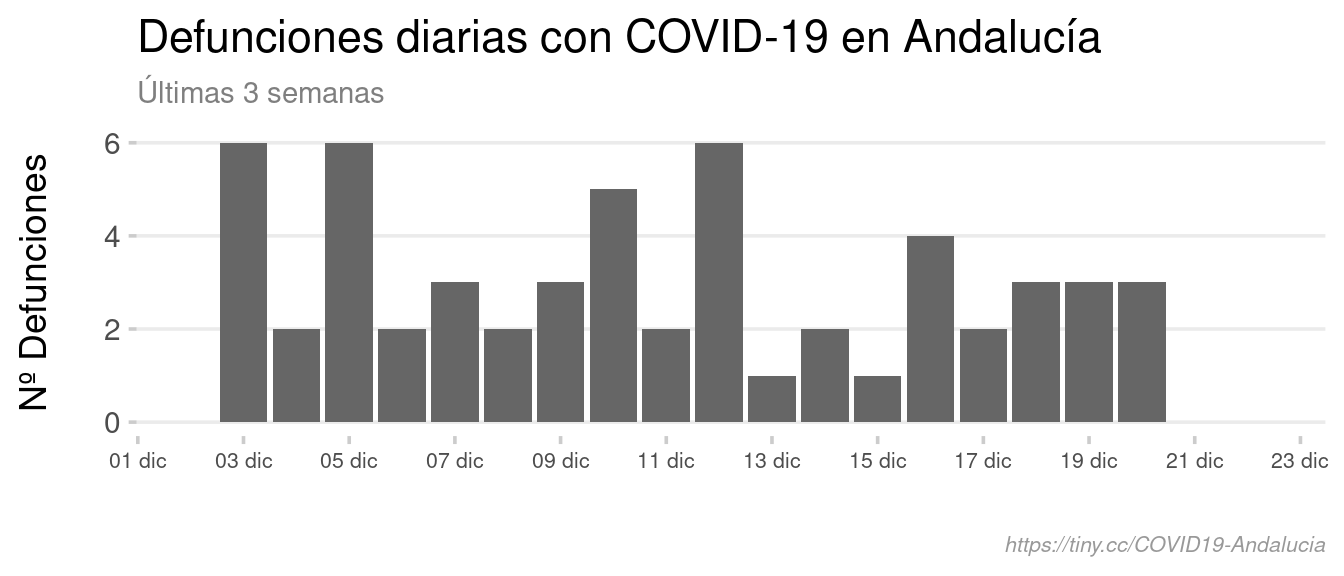 Defunciones diarias con COVID-19 en Andalucía
Últimas 3 semanas
Nº Defunciones
6
4
2
0
01 dic 03 dic 05 dic 07 dic 09 dic 11 dic 13 dic 15 dic 17 dic 19 dic 21 dic 23 dic
https://tiny.cc/COVID19-Andalucia